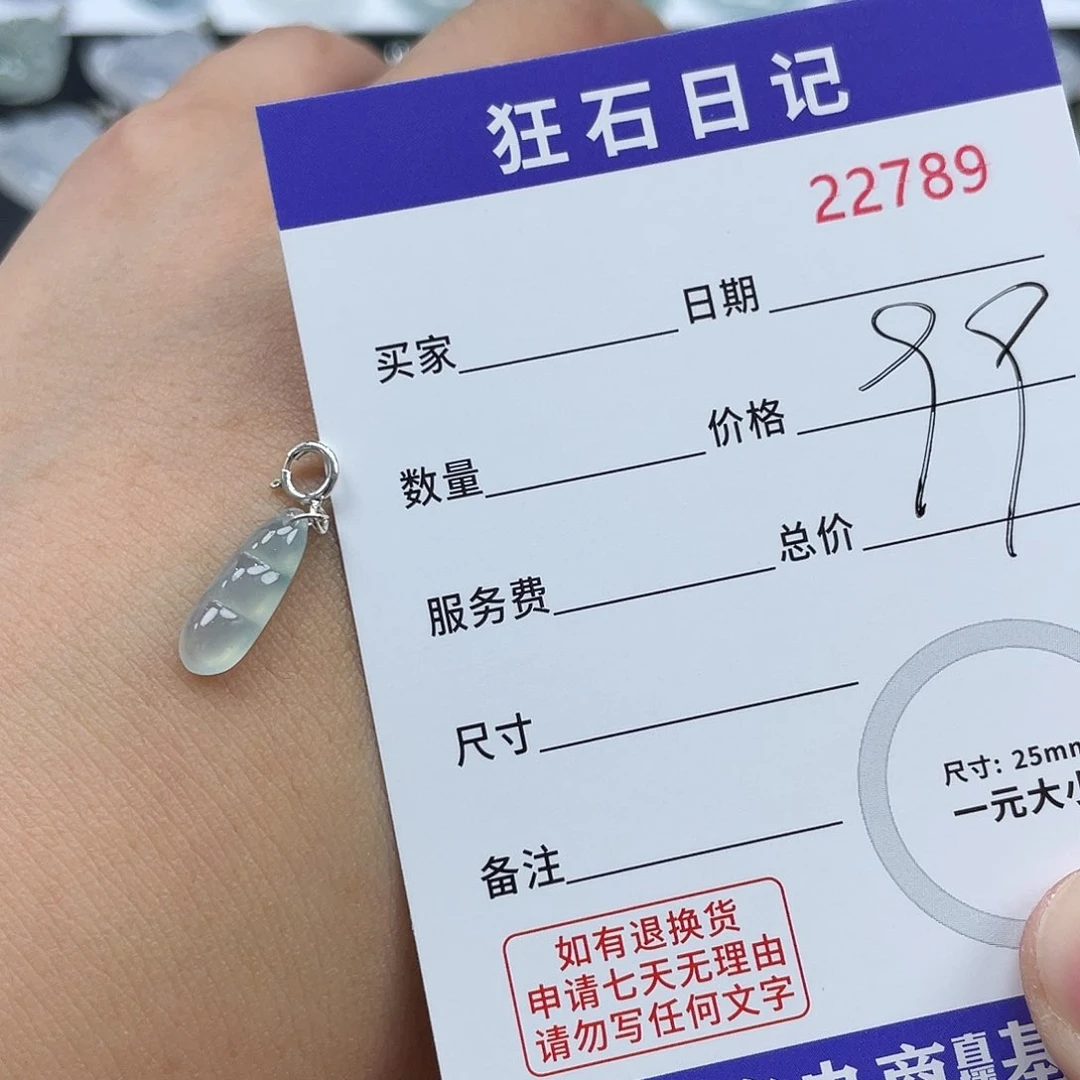 狂石日记
22789
买家 日期
数量 价格 99
服务费 总价
尺寸
尺寸: 25mm
一元大小
备注
如有退换货
申请七天无理由
请勿写任何文字